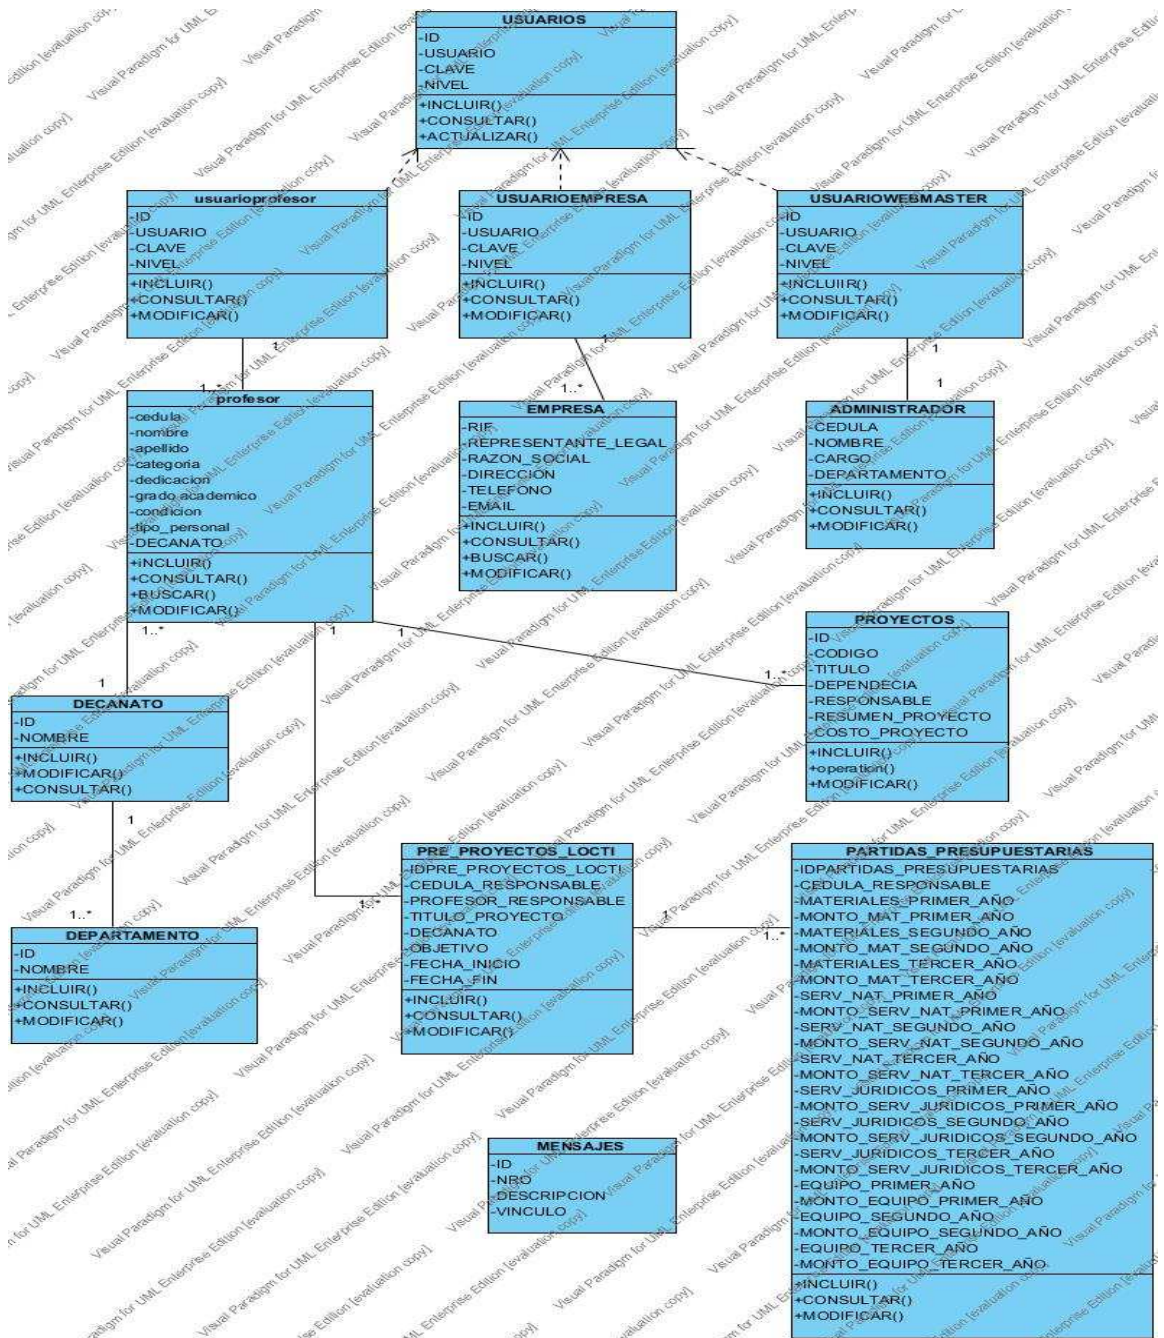 USUARIOS
-ID
-USUARIO
-CLAVE
-NIVEL
+INCLUIR()
+CONSULTAR()
+ACTUALIZAR()
usuarioprofesor
-ID
-USUARIO
-CLAVE
-NIVEL
+INCLUIR()
+CONSULTAR()
+MODIFICAR()
USUARIOEMPRESA
-ID
-USUARIO
-CLAVE
-NIVEL
+INCLUIR()
+CONSULTAR()
+MODIFICAR()
USUARIOWEBMASTER
-ID
-USUARIO
-CLAVE
-NIVEL
+INCLUIIR()
+CONSULTAR()
+MODIFICAR()
1
1..*
1..*
1
1
profesor
-cedula
-nombre
-apellido
-categoria
-dedicacion
-grado academico
-condicion
-tipo_personal
-DECANATO
+iNCLUIR()
+CONSULTAR()
+BUSCAR()
+MODIFICAR()
EMPRESA
-RIF
-REPRESENTANTE_LEGAL
-RAZON_SOCIAL
-DIRECCION
-TELEFONO
-EMAIL
+INCLUIR()
+CONSULTAR()
+BUSCAR()
+MODIFICAR()
ADMINISTRADOR
-CEDULA
-NOMBRE
-CARGO
-DEPARTAMENTO
+INCLUIR()
+CONSULTAR()
+MODIFICAR()
1..*
1
1
1
1..*
PROYECTOS
-ID
-CODIGO
-TITULO
-DEPENDECIA
-RESPONSABLE
-RESUMEN_PROYECTO
-COSTO_PROYECTO
+INCLUIR()
+operation()
+MODIFICAR()
DECANATO
-ID
-NOMBRE
+INCLUIR()
+MODIFICAR()
+CONSULTAR()
1
1..*
DEPARTAMENTO
-ID
-NOMBRE
+INCLUIR()
+CONSULTAR()
+MODIFICAR()
1..*
PRE_PROYECTOS_LOCTI
-IDPRE_PROYECTOS_LOCTI
-CEDULA_RESPONSABLE
-PROFESOR_RESPONSABLE
-TITULO_PROYECTO
-DECANATO
-OBJETIVO
-FECHA_INICIO
-FECHA_FIN
+INCLUIR()
+CONSULTAR()
+MODIFICAR()
1
1..*
PARTIDAS_PRESUPUESTARIAS
-IDPARTIDAS_PRESUPUESTARIAS
-CEDULA_RESPONSABLE
-MATERIALES_PRIMER_AÑO
-MONTO_MAT_PRIMER_AÑO
-MATERIALES_SEGUNDO_AÑO
-MONTO_MAT_SEGUNDO_AÑO
-MATERIALES_TERCER_AÑO
-MONTO_MAT_TERCER_AÑO
-SERV_NAT_PRIMER_AÑO
-MONTO_SERV_NAT_PRIMER_AÑO
-SERV_NAT_SEGUNDO_AÑO
-MONTO_SERV_NAT_SEGUNDO_AÑO
-SERV_NAT_TERCER_AÑO
-MONTO_SERV_NAT_TERCER_AÑO
-SERV_JURIDICOS_PRIMER_AÑO
-MONTO_SERV_JURIDICOS_PRIMER_AÑO
-SERV_JURIDICOS_SEGUNDO_AÑO
-MONTO_SERV_JURIDICOS_SEGUNDO_AÑO
-SERV_JURIDICOS_TERCER_AÑO
-MONTO_SERV_JURIDICOS_TERCER_AÑO
-EQUIPO_PRIMER_AÑO
-MONTO_EQUIPO_PRIMER_AÑO
-EQUIPO_SEGUNDO_AÑO
-MONTO_EQUIPO_SEGUNDO_AÑO
-EQUIPO_TERCER_AÑO
-MONTO_EQUIPO_TERCER_AÑO
+INCLUIR()
+CONSULTAR()
+MODIFICAR()
MENSAJES
-ID
-NRO
-DESCRIPCION
-VINCULO
Visual Paradigm for UML Enterprise Edition [evaluation copy]